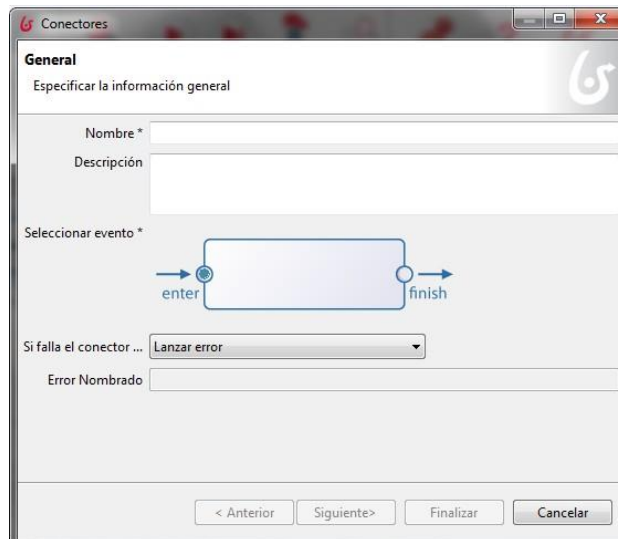 Conectores
General
Especificar la información general
Nombre *
Descripción
Seleccionar evento *
enter
finish
Si falla el conector ...
Lanzar error
Error Nombrado
< Anterior
Siguiente>
Finalizar
Cancelar